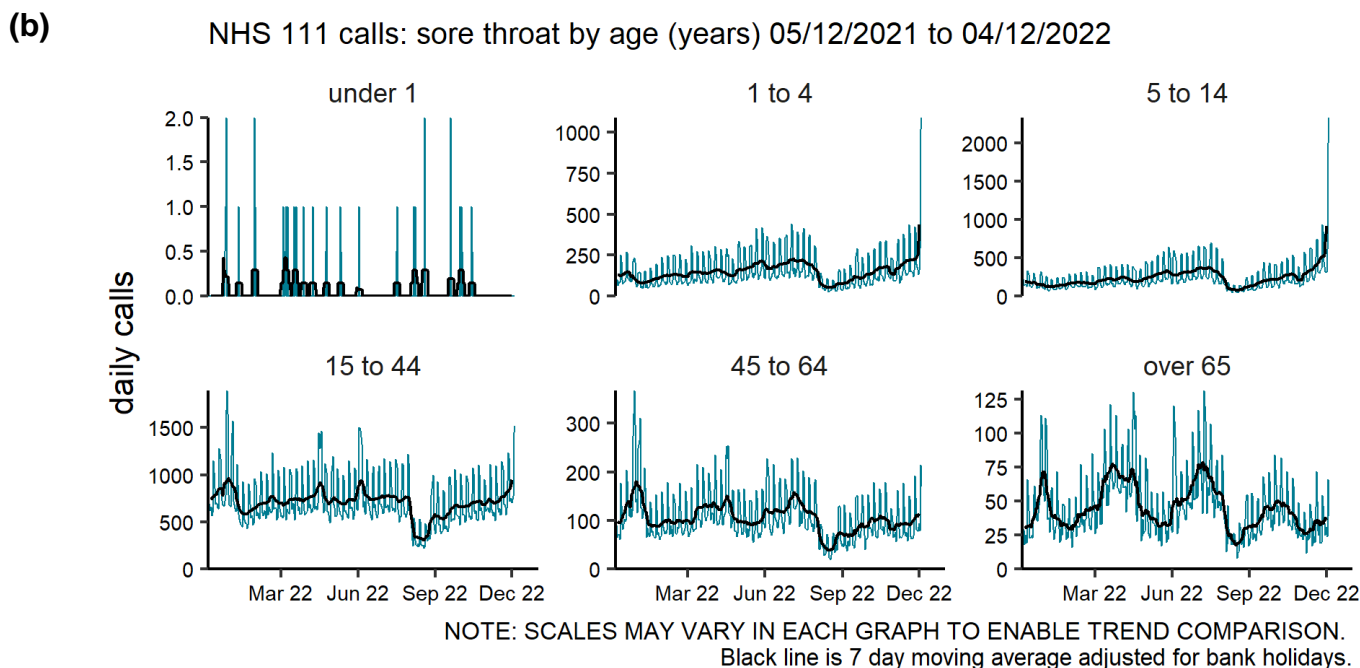 (b)
NHS 111 calls: sore throat by age (years) 05/12/2021 to 04/12/2022
daily calls
under 1
2.0
1.5
1.0
0.5
0.0
1 to 4
1000
750
500
250
0
5 to 14
2000
1500
1000
500
0
15 to 44
1500
1000
500
0
Mar 22 Jun 22 Sep 22 Dec 22
45 to 64
300
200
100
0
Mar 22 Jun 22 Sep 22 Dec 22
over 65
125
100
75
50
25
0
Mar 22 Jun 22 Sep 22 Dec 22
NOTE: SCALES MAY VARY IN EACH GRAPH TO ENABLE TREND COMPARISON.
Black line is 7 day moving average adjusted for bank holidays.